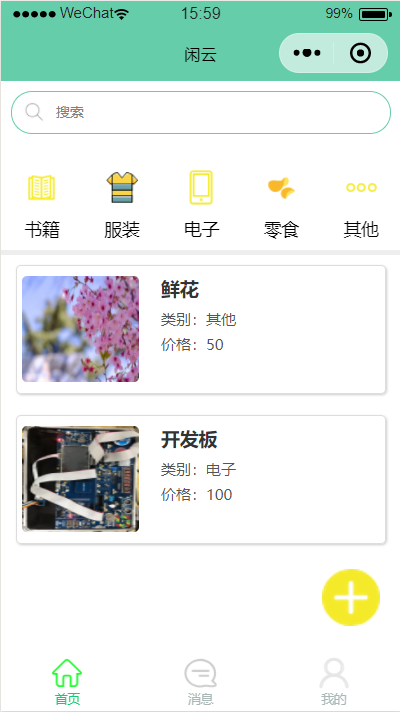 WeChat 15:59 99%
闲云
搜索
书籍 服装 电子 零食 其他
鲜花
类别：其他
价格：50
开发板
类别：电子
价格：100
首页 消息 我的